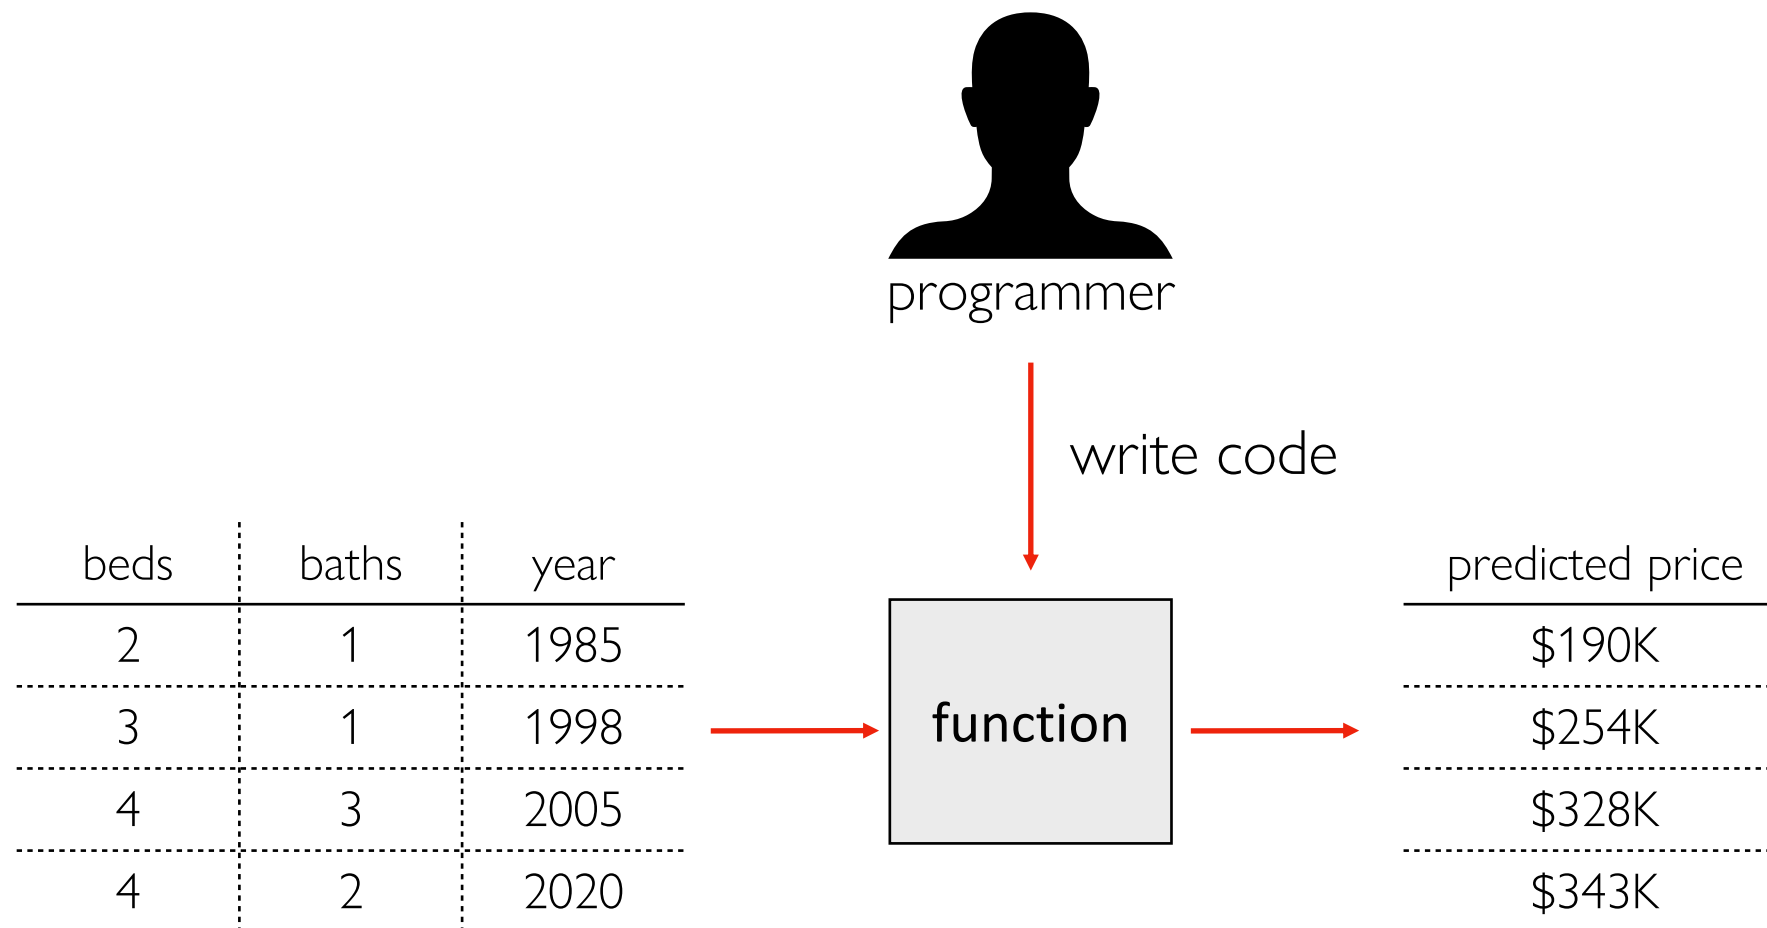 programmer
write code
beds baths year
2 1 1985
3 1 1998
4 3 2005
4 2 2020
function
predicted price
$190K
$254K
$328K
$343K